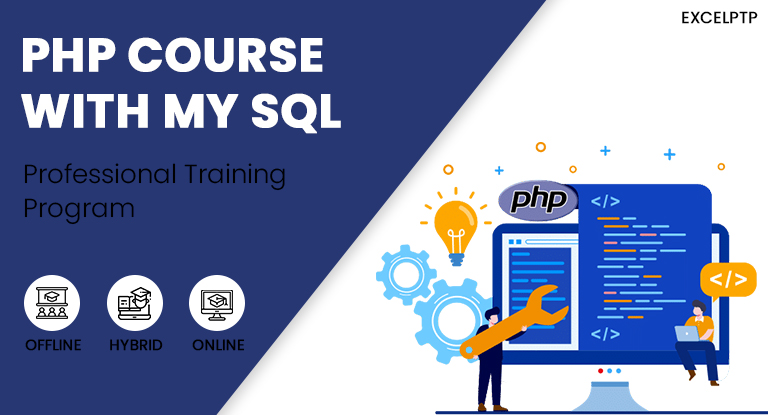 EXCELPTP
PHP COURSE
WITH MY SQL
Professional Training
Program
OFFLINE
HYBRID
ONLINE
php
</>
</>
</>